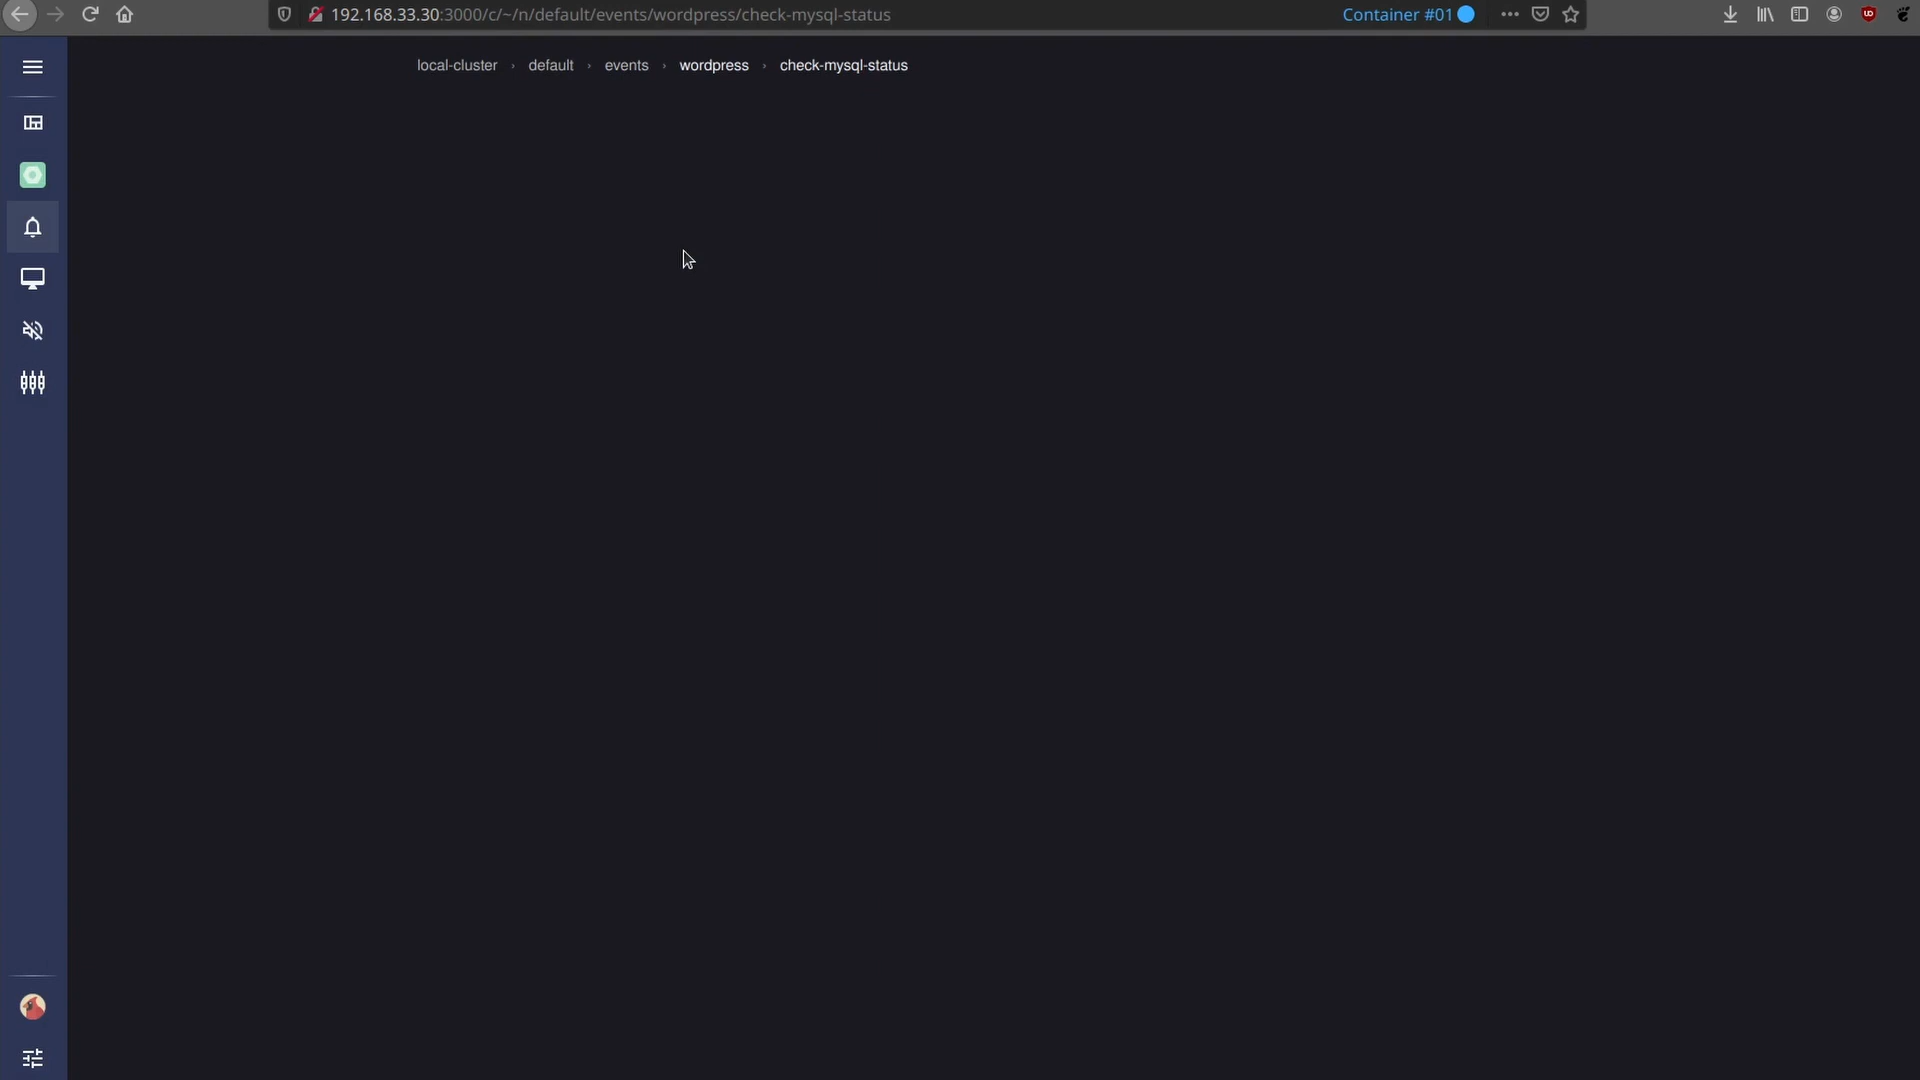 192.168.33.30:3000/c/~/n/default/events/wordpress/check-mysql-status
Container #01
local-cluster › default › events › wordpress › check-mysql-status